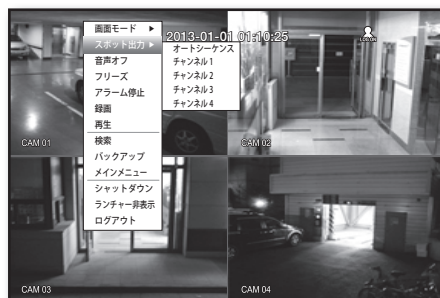 画面モード ▶
スポット出力 ▶
音声オフ
フリーズ
アラーム停止
録画
再生
検索
バックアップ
メインメニュー
シャットダウン
ランチャー非表示
ログアウト
オートシーケンス
チャンネル 1
チャンネル 2
チャンネル 3
チャンネル 4
2013-01-01 01:10:25
LOG ON
CAM 01
CAM 02
CAM 03
CAM 04